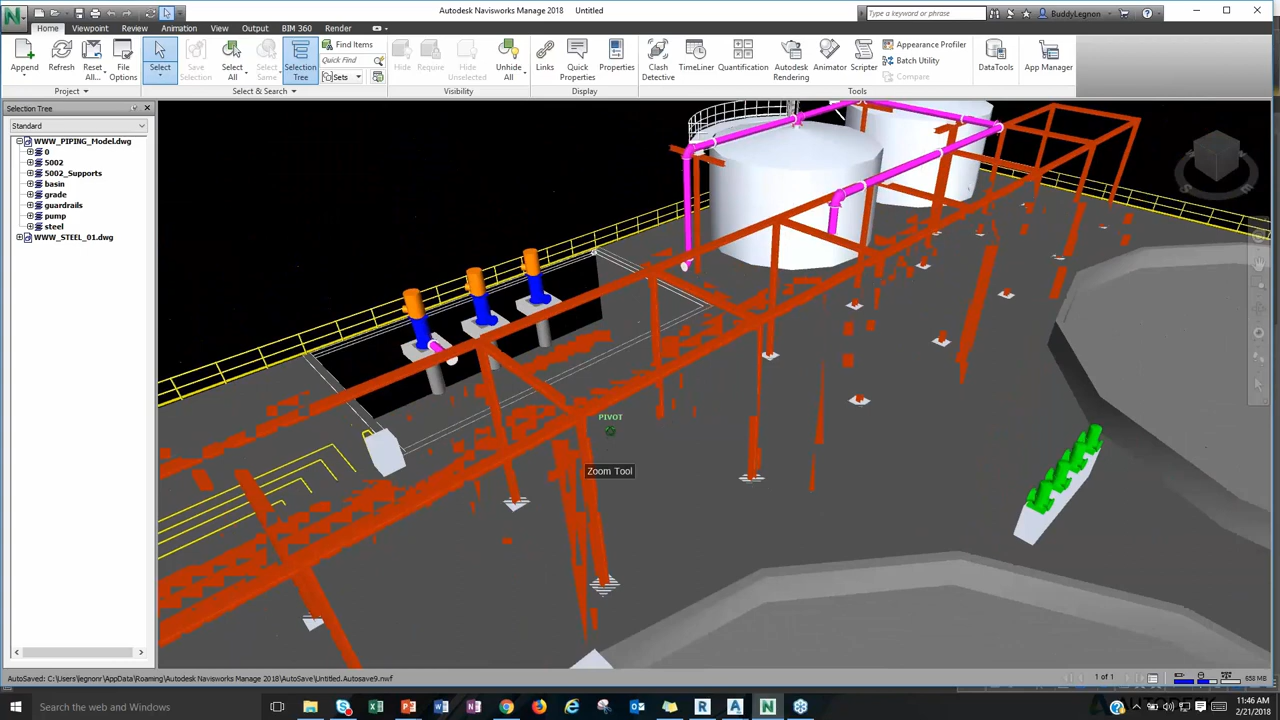 Autodesk Navisworks Manage 2018 Untitled
Type a keyword or phrase
BuddyLegnon
Home Viewpoint Review Animation View Output BIM 360 Render
Append Refresh Reset All... File Options
Select Save Selection Select All Select Same Selection Tree
Find Items
Quick Find
Sets
Hide Require Hide Unselected Unhide All
Links Quick Properties Properties
Clash Detective TimeLiner Quantification Autodesk Rendering Animator Scripter
Appearance Profiler
Batch Utility
Compare
DataTools App Manager
Project Select & Search Visibility Display Tools
Selection Tree
Standard
WWW_PIPING_Model.dwg
0
5002
5002_Supports
basin
grade
guardrails
pump
steel
WWW_STEEL_01.dwg
PIVOT
Zoom Tool
AutoSaved: C:\Users\legnonr\AppData\Roaming\Autodesk Navisworks Manage 2018\AutoSave\Untitled.Autosave9.nwf
1 of 1
658 MB
Search the web and Windows
11:46 AM
2/21/2018